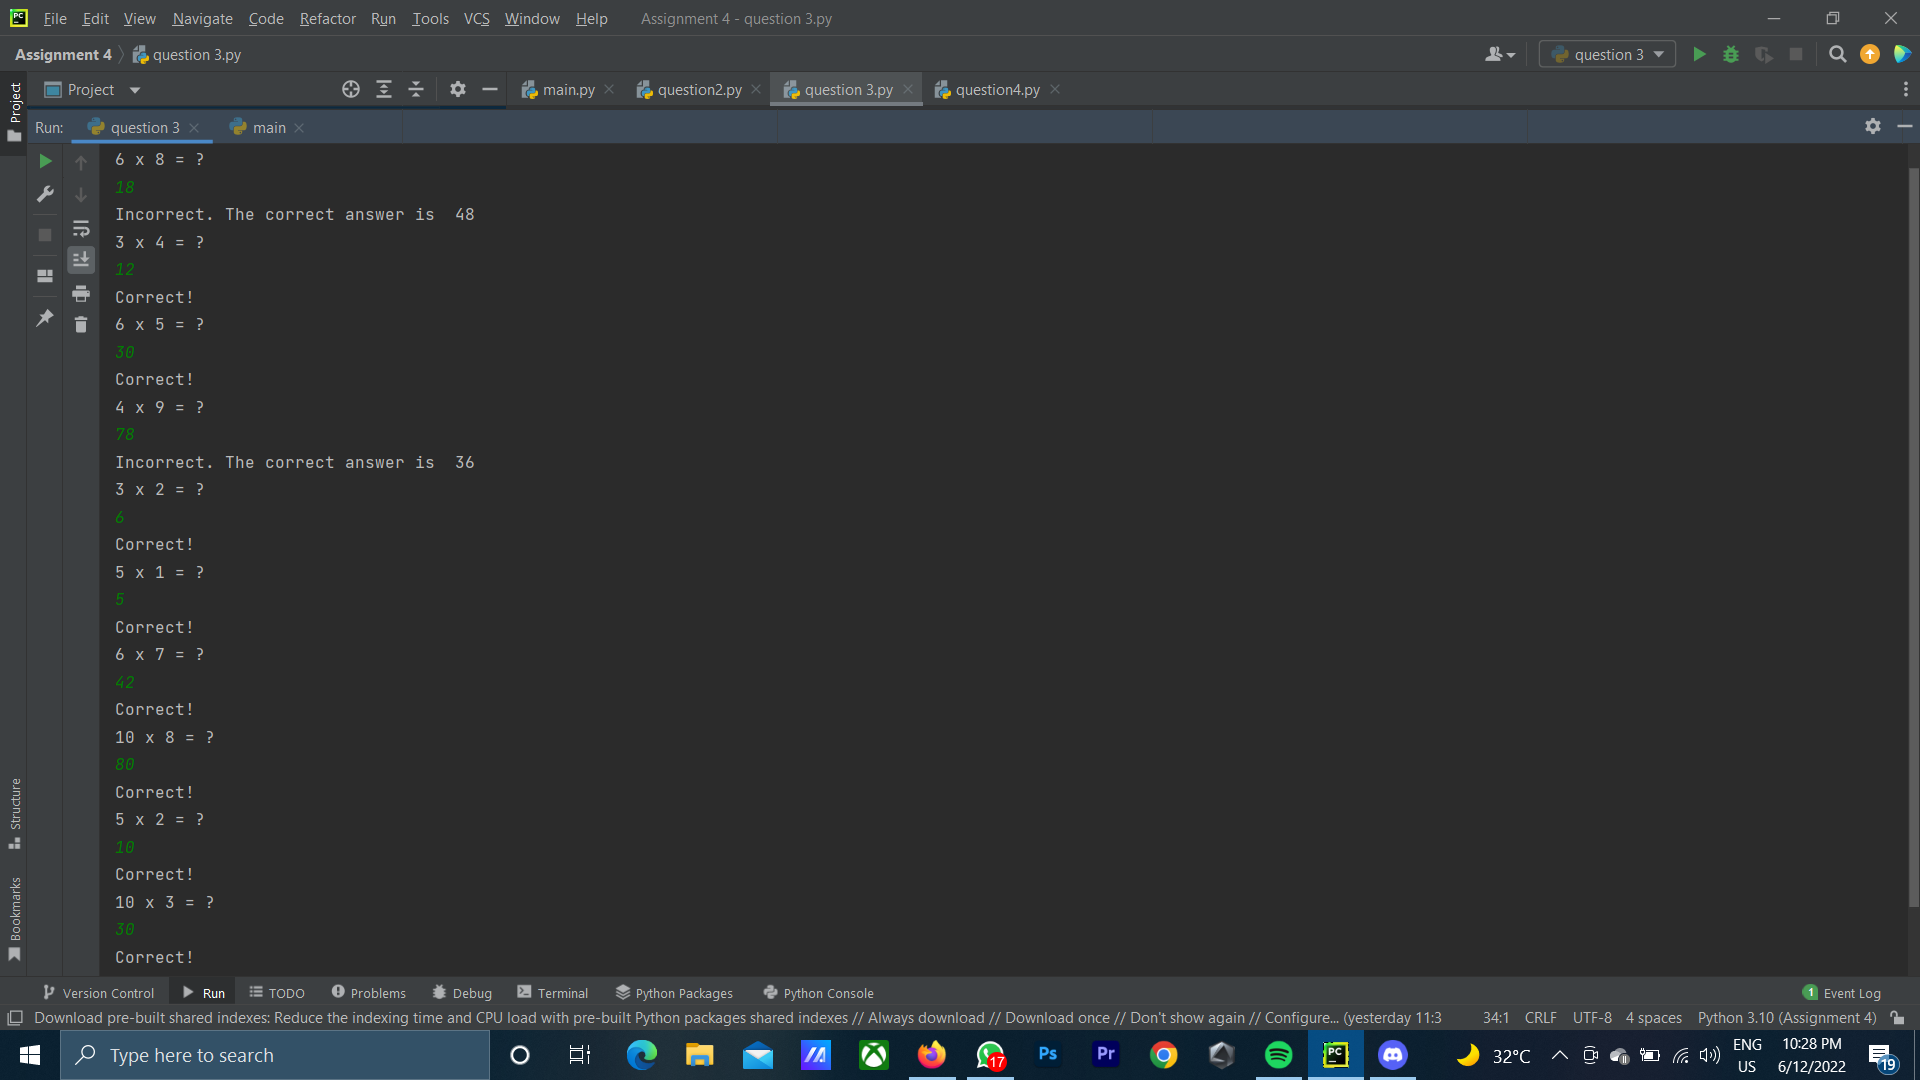 PC File Edit View Navigate Code Refactor Run Tools VCS Window Help Assignment 4 - question 3.py
Assignment 4 question 3.py question 3
Project Project main.py question2.py question 3.py question4.py
Run: question 3 main
6 x 8 = ?
18
Incorrect. The correct answer is  48
3 x 4 = ?
12
Correct!
6 x 5 = ?
30
Correct!
4 x 9 = ?
78
Incorrect. The correct answer is  36
3 x 2 = ?
6
Correct!
5 x 1 = ?
5
Correct!
6 x 7 = ?
42
Correct!
10 x 8 = ?
80
Correct!
5 x 2 = ?
10
Correct!
10 x 3 = ?
30
Correct!
Structure
Bookmarks
Version Control Run TODO Problems Debug Terminal Python Packages Python Console 1 Event Log
Download pre-built shared indexes: Reduce the indexing time and CPU load with pre-built Python packages shared indexes // Always download // Download once // Don't show again // Configure... (yesterday 11:3 34:1 CRLF UTF-8 4 spaces Python 3.10 (Assignment 4)
Type here to search 17 Ps Pr PC 32°C ENG US 10:28 PM 6/12/2022 19